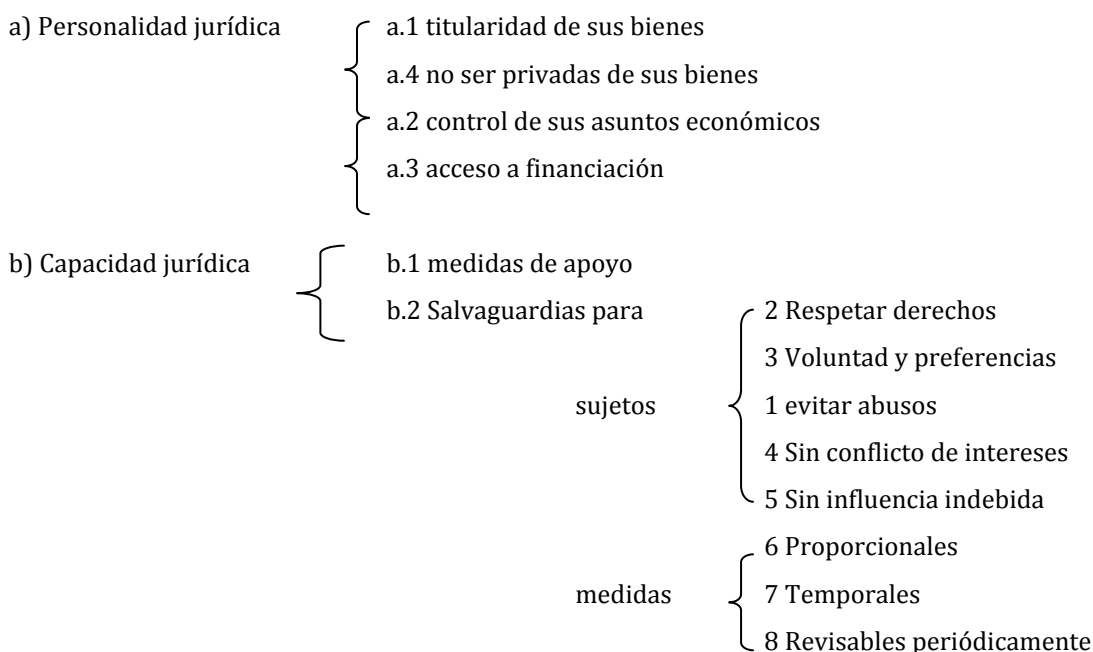 a) Personalidad jurídica a.1 titularidad de sus bienes
a.4 no ser privadas de sus bienes
a.2 control de sus asuntos económicos
a.3 acceso a financiación
b) Capacidad jurídica b.1 medidas de apoyo
b.2 Salvaguardias para 2 Respetar derechos
3 Voluntad y preferencias
sujetos 1 evitar abusos
4 Sin conflicto de intereses
5 Sin influencia indebida
6 Proporcionales
medidas 7 Temporales
8 Revisables periódicamente